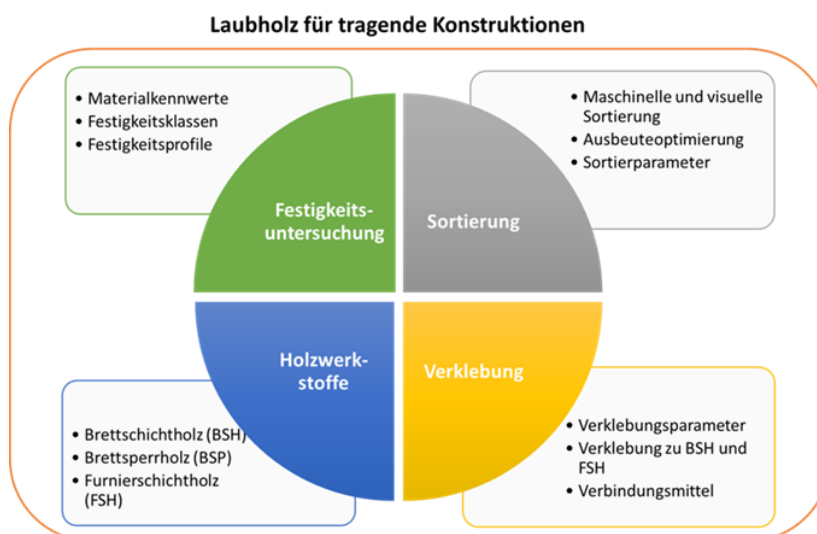 Laubholz für tragende Konstruktionen
• Materialkennwerte
• Festigkeitsklassen
• Festigkeitsprofile
• Maschinelle und visuelle
Sortierung
• Ausbeuteoptimierung
• Sortierparameter
Festigkeits-
untersuchung
Sortierung
Holzwerk-
stoffe
Verklebung
• Brettschichtholz (BSH)
• Brettsperrholz (BSP)
• Furnierschichtholz
(FSH)
• Verklebungsparameter
• Verklebung zu BSH und
FSH
• Verbindungsmittel